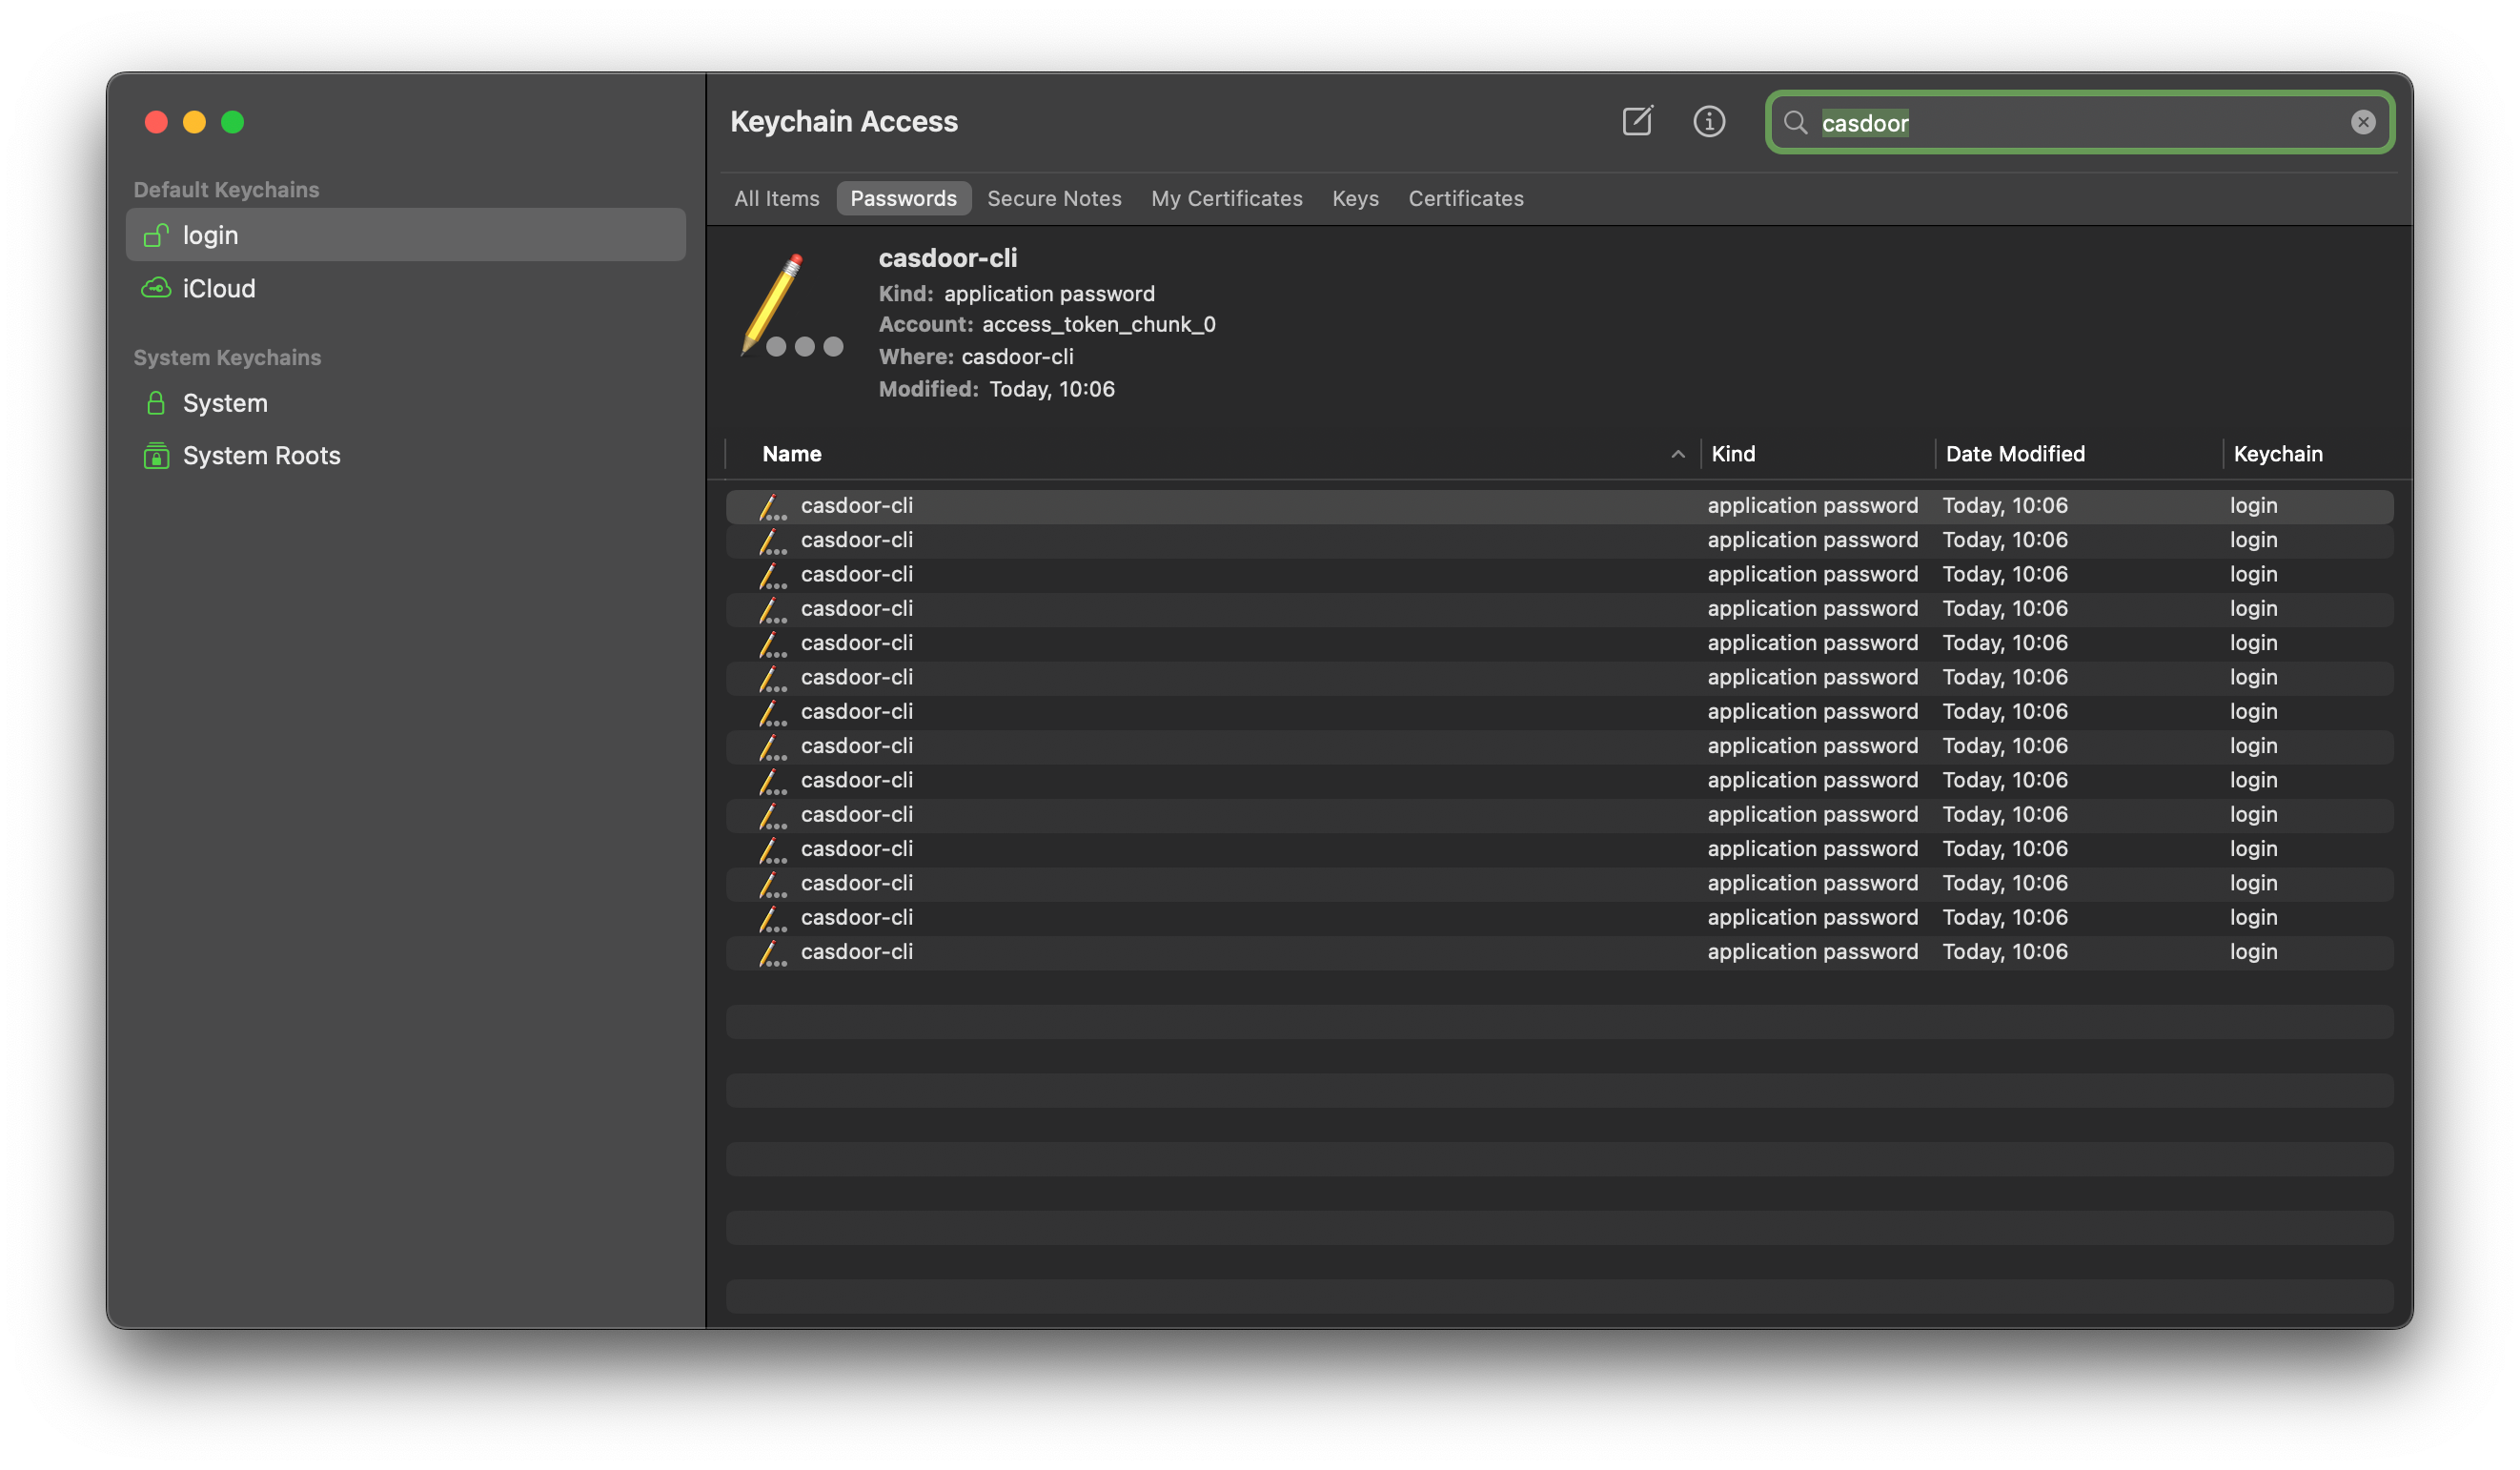 Keychain Access
casdoor
Default Keychains
login
iCloud
System Keychains
System
System Roots
All Items Passwords Secure Notes My Certificates Keys Certificates
casdoor-cli
Kind: application password
Account: access_token_chunk_0
Where: casdoor-cli
Modified: Today, 10:06
Name Kind Date Modified Keychain
casdoor-cli application password Today, 10:06 login
casdoor-cli application password Today, 10:06 login
casdoor-cli application password Today, 10:06 login
casdoor-cli application password Today, 10:06 login
casdoor-cli application password Today, 10:06 login
casdoor-cli application password Today, 10:06 login
casdoor-cli application password Today, 10:06 login
casdoor-cli application password Today, 10:06 login
casdoor-cli application password Today, 10:06 login
casdoor-cli application password Today, 10:06 login
casdoor-cli application password Today, 10:06 login
casdoor-cli application password Today, 10:06 login
casdoor-cli application password Today, 10:06 login
casdoor-cli application password Today, 10:06 login